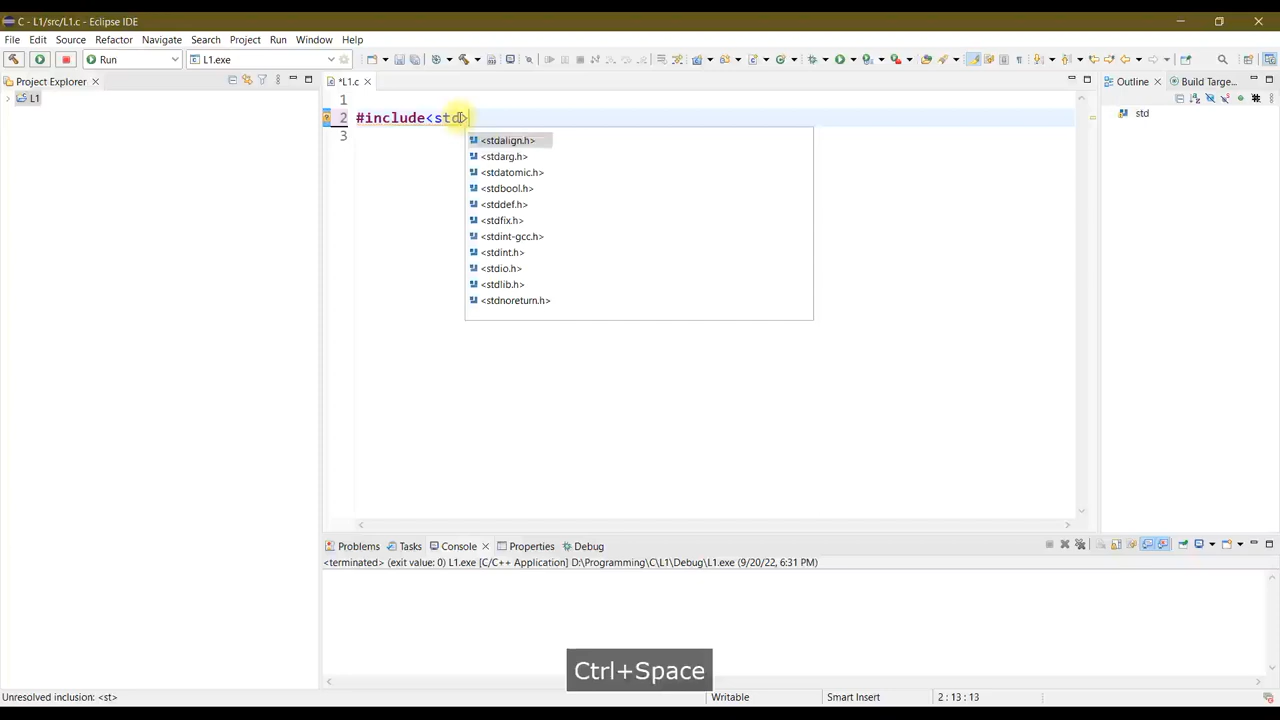 C - L1/src/L1.c - Eclipse IDE
File Edit Source Refactor Navigate Search Project Run Window Help
Run L1.exe
Project Explorer
*L1.c
Outline
Build Targe...
L1
1
2 #include<std>
3
std
<stdalign.h>
<stdarg.h>
<stdatomic.h>
<stdbool.h>
<stddef.h>
<stdfix.h>
<stdint-gcc.h>
<stdint.h>
<stdio.h>
<stdlib.h>
<stdnoreturn.h>
Problems Tasks Console Properties Debug
<terminated> (exit value: 0) L1.exe [C/C++ Application] D:\Programming\C\L1\Debug\L1.exe (9/20/22, 6:31 PM)
Ctrl+Space
Unresolved inclusion: <st> Writable Smart Insert 2 : 13 : 13